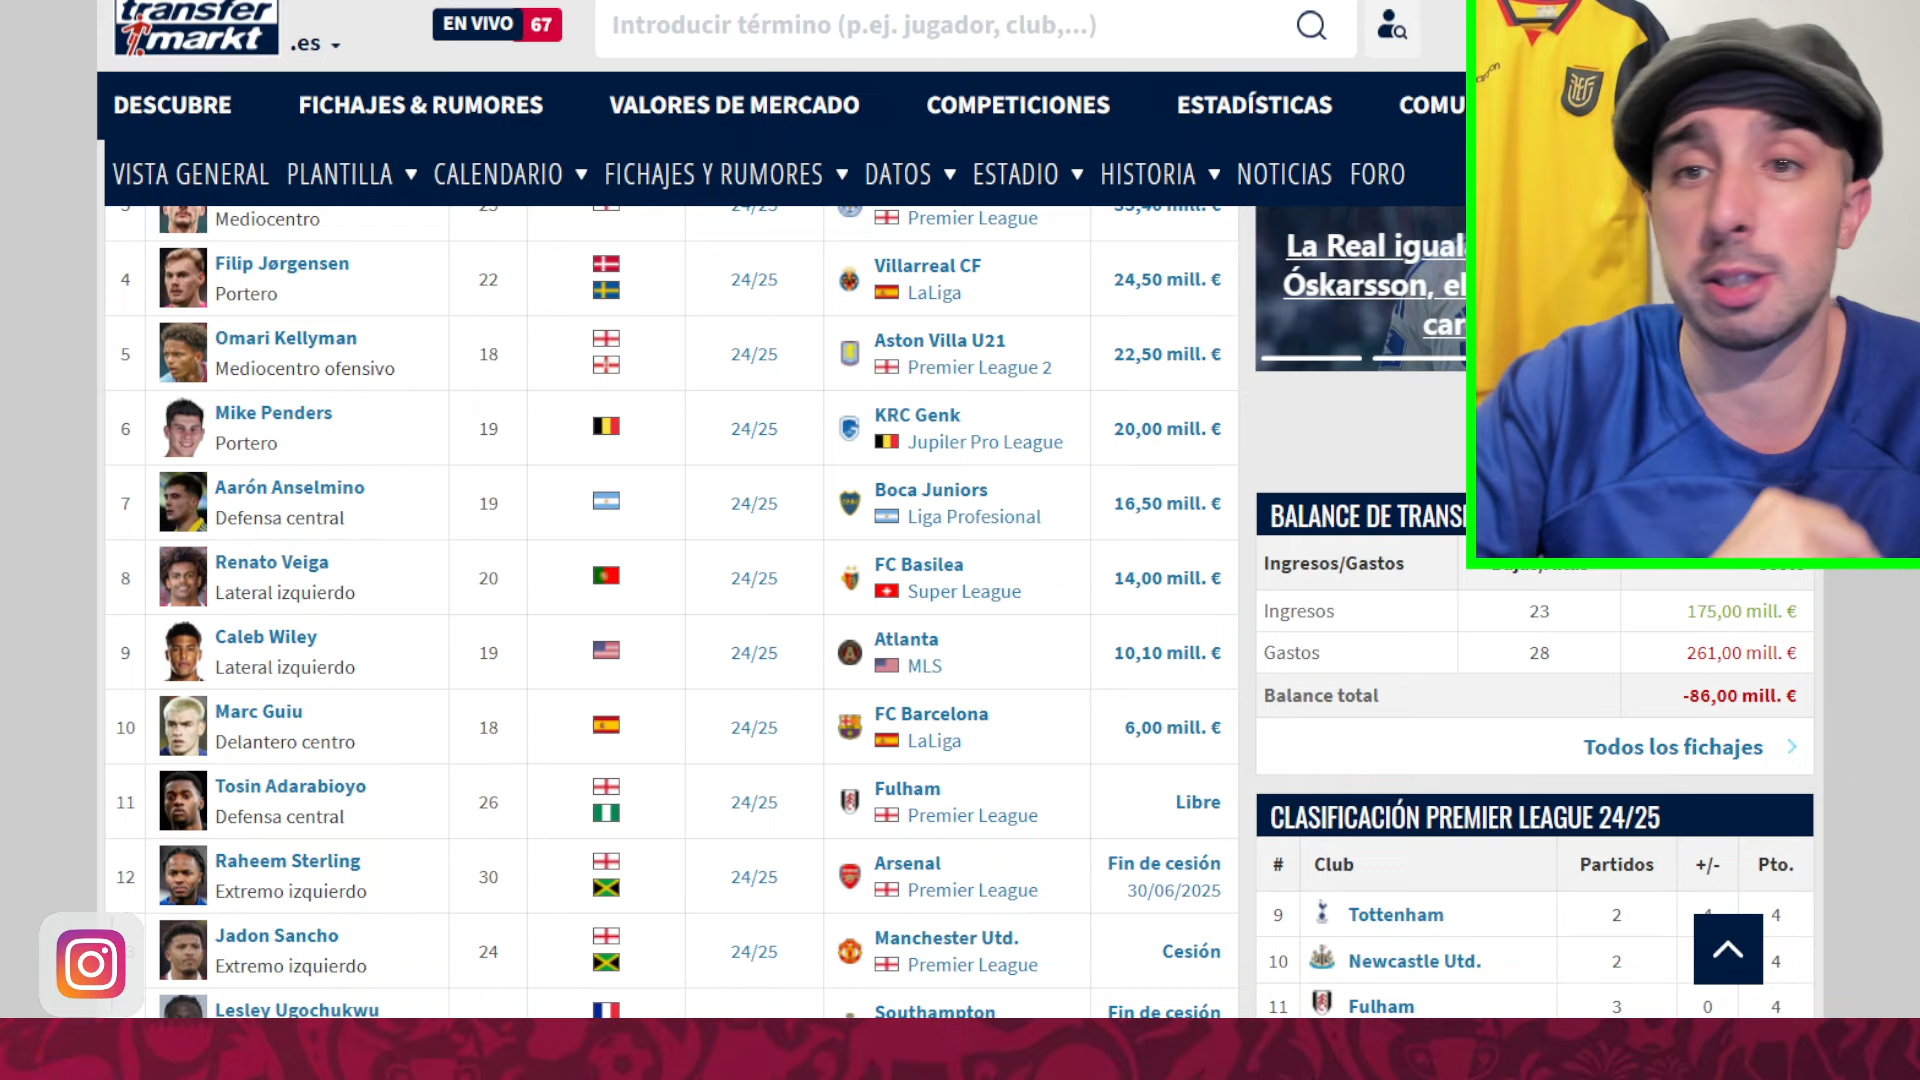 transfer
markt
.es
EN VIVO 67
Introducir término (p.ej. jugador, club,...)
DESCUBRE FICHAJES & RUMORES VALORES DE MERCADO COMPETICIONES ESTADÍSTICAS COMU
VISTA GENERAL PLANTILLA CALENDARIO FICHAJES Y RUMORES DATOS ESTADIO HISTORIA NOTICIAS FORO
Mediocentro Premier League
4 Filip Jørgensen 22 24/25 Villarreal CF 24,50 mill. €
Portero LaLiga
5 Omari Kellyman 18 24/25 Aston Villa U21 22,50 mill. €
Mediocentro ofensivo Premier League 2
6 Mike Penders 19 24/25 KRC Genk 20,00 mill. €
Portero Jupiler Pro League
7 Aarón Anselmino 19 24/25 Boca Juniors 16,50 mill. €
Defensa central Liga Profesional
8 Renato Veiga 20 24/25 FC Basilea 14,00 mill. €
Lateral izquierdo Super League
9 Caleb Wiley 19 24/25 Atlanta 10,10 mill. €
Lateral izquierdo MLS
10 Marc Guiu 18 24/25 FC Barcelona 6,00 mill. €
Delantero centro LaLiga
11 Tosin Adarabioyo 26 24/25 Fulham Libre
Defensa central Premier League
12 Raheem Sterling 30 24/25 Arsenal Fin de cesión
Extremo izquierdo Premier League 30/06/2025
Jadon Sancho 24 24/25 Manchester Utd. Cesión
Extremo izquierdo Premier League
Lesley Ugochukwu Southampton Fin de cesión
La Real igual
Óskarsson, el
car
BALANCE DE TRANS
Ingresos/Gastos
Ingresos 23 175,00 mill. €
Gastos 28 261,00 mill. €
Balance total -86,00 mill. €
Todos los fichajes
CLASIFICACIÓN PREMIER LEAGUE 24/25
# Club Partidos +/- Pto.
9 Tottenham 2 4
10 Newcastle Utd. 2 4
11 Fulham 3 0 4